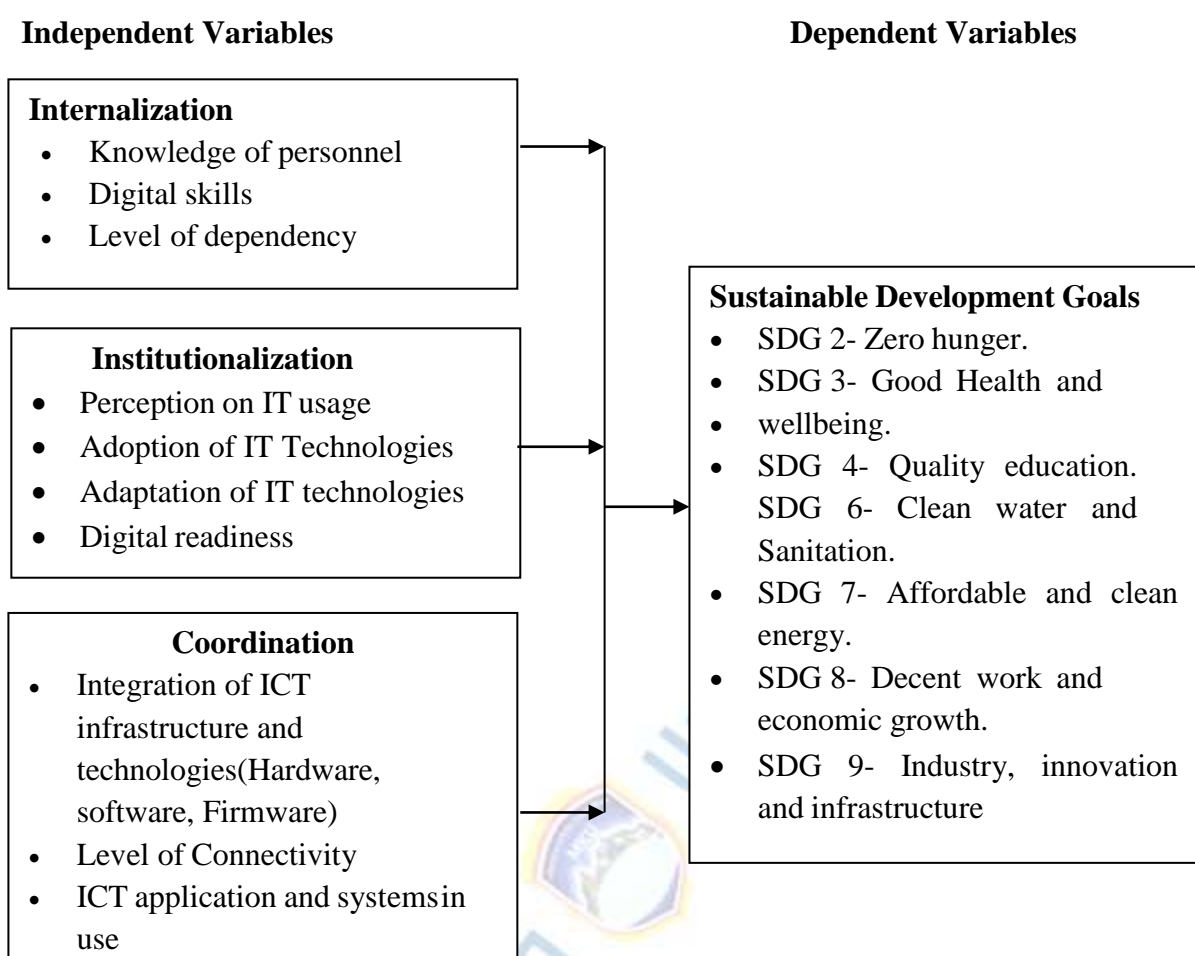 Independent Variables
Dependent Variables
Internalization
• Knowledge of personnel
• Digital skills
• Level of dependency
Institutionalization
• Perception on IT usage
• Adoption of IT Technologies
• Adaptation of IT technologies
• Digital readiness
Coordination
• Integration of ICT
infrastructure and
technologies(Hardware,
software, Firmware)
• Level of Connectivity
• ICT application and systemsin
use
Sustainable Development Goals
• SDG 2- Zero hunger.
• SDG 3- Good Health and
• wellbeing.
• SDG 4- Quality education.
SDG 6- Clean water and
Sanitation.
• SDG 7- Affordable and clean
energy.
• SDG 8- Decent work and
economic growth.
• SDG 9- Industry, innovation
and infrastructure